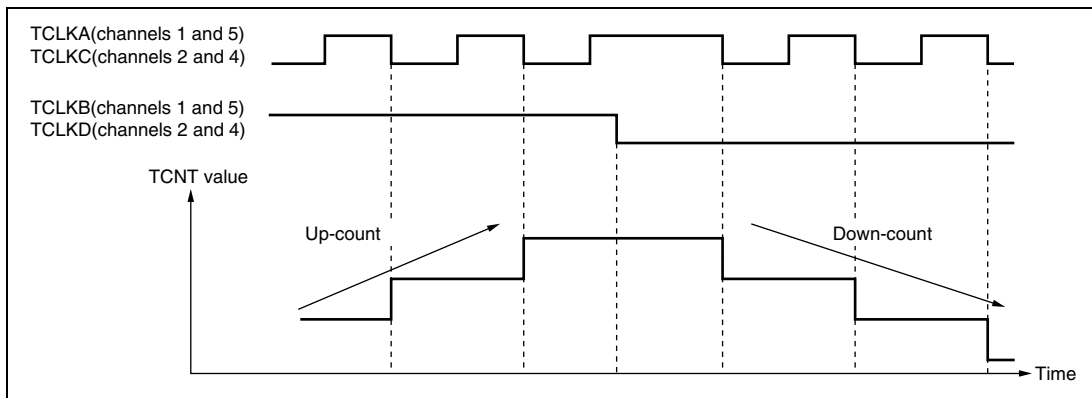 TCLKA(channels 1 and 5)
TCLKC(channels 2 and 4)
TCLKB(channels 1 and 5)
TCLKD(channels 2 and 4)
TCNT value
Up-count
Down-count
Time